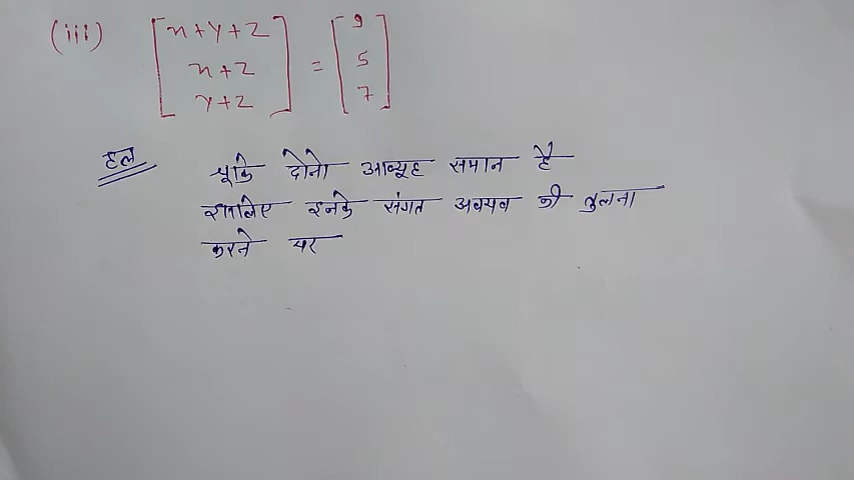 (iii) [x+y+z] = [9]
[x+z] [5]
[y+z] [7]
हल चूकि दोनो आव्यूह समान है
इसलिए इनके संगत अवयव की तुलना
करने पर